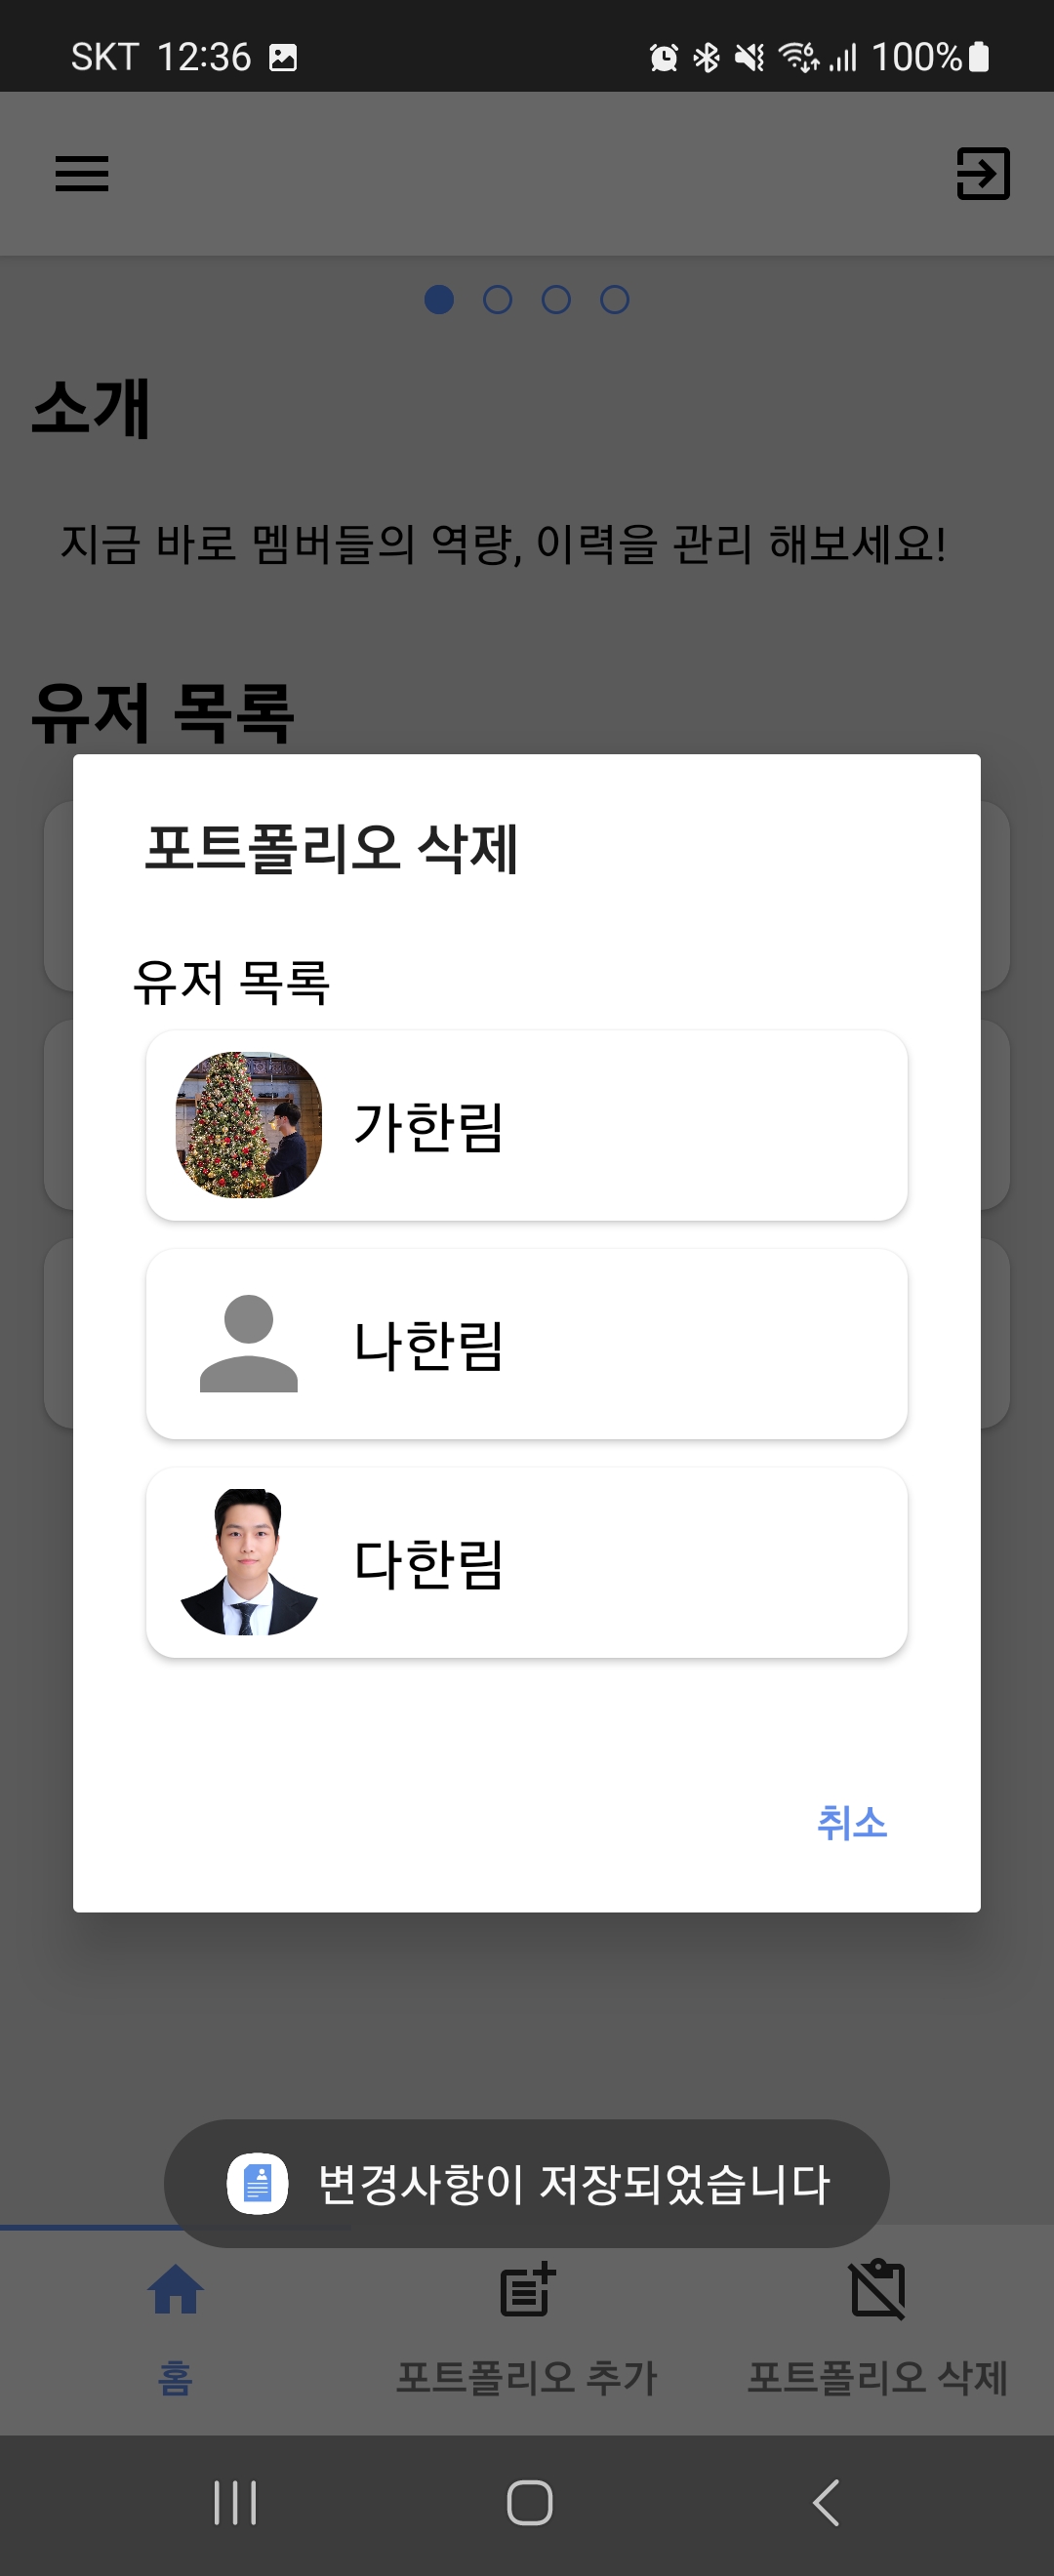 SKT 12:36 100%
소개
지금 바로 멤버들의 역량, 이력을 관리 해보세요!
유저 목록
포트폴리오 삭제
유저 목록
가한림
나한림
다한림
취소
변경사항이 저장되었습니다
홈 포트폴리오 추가 포트폴리오 삭제